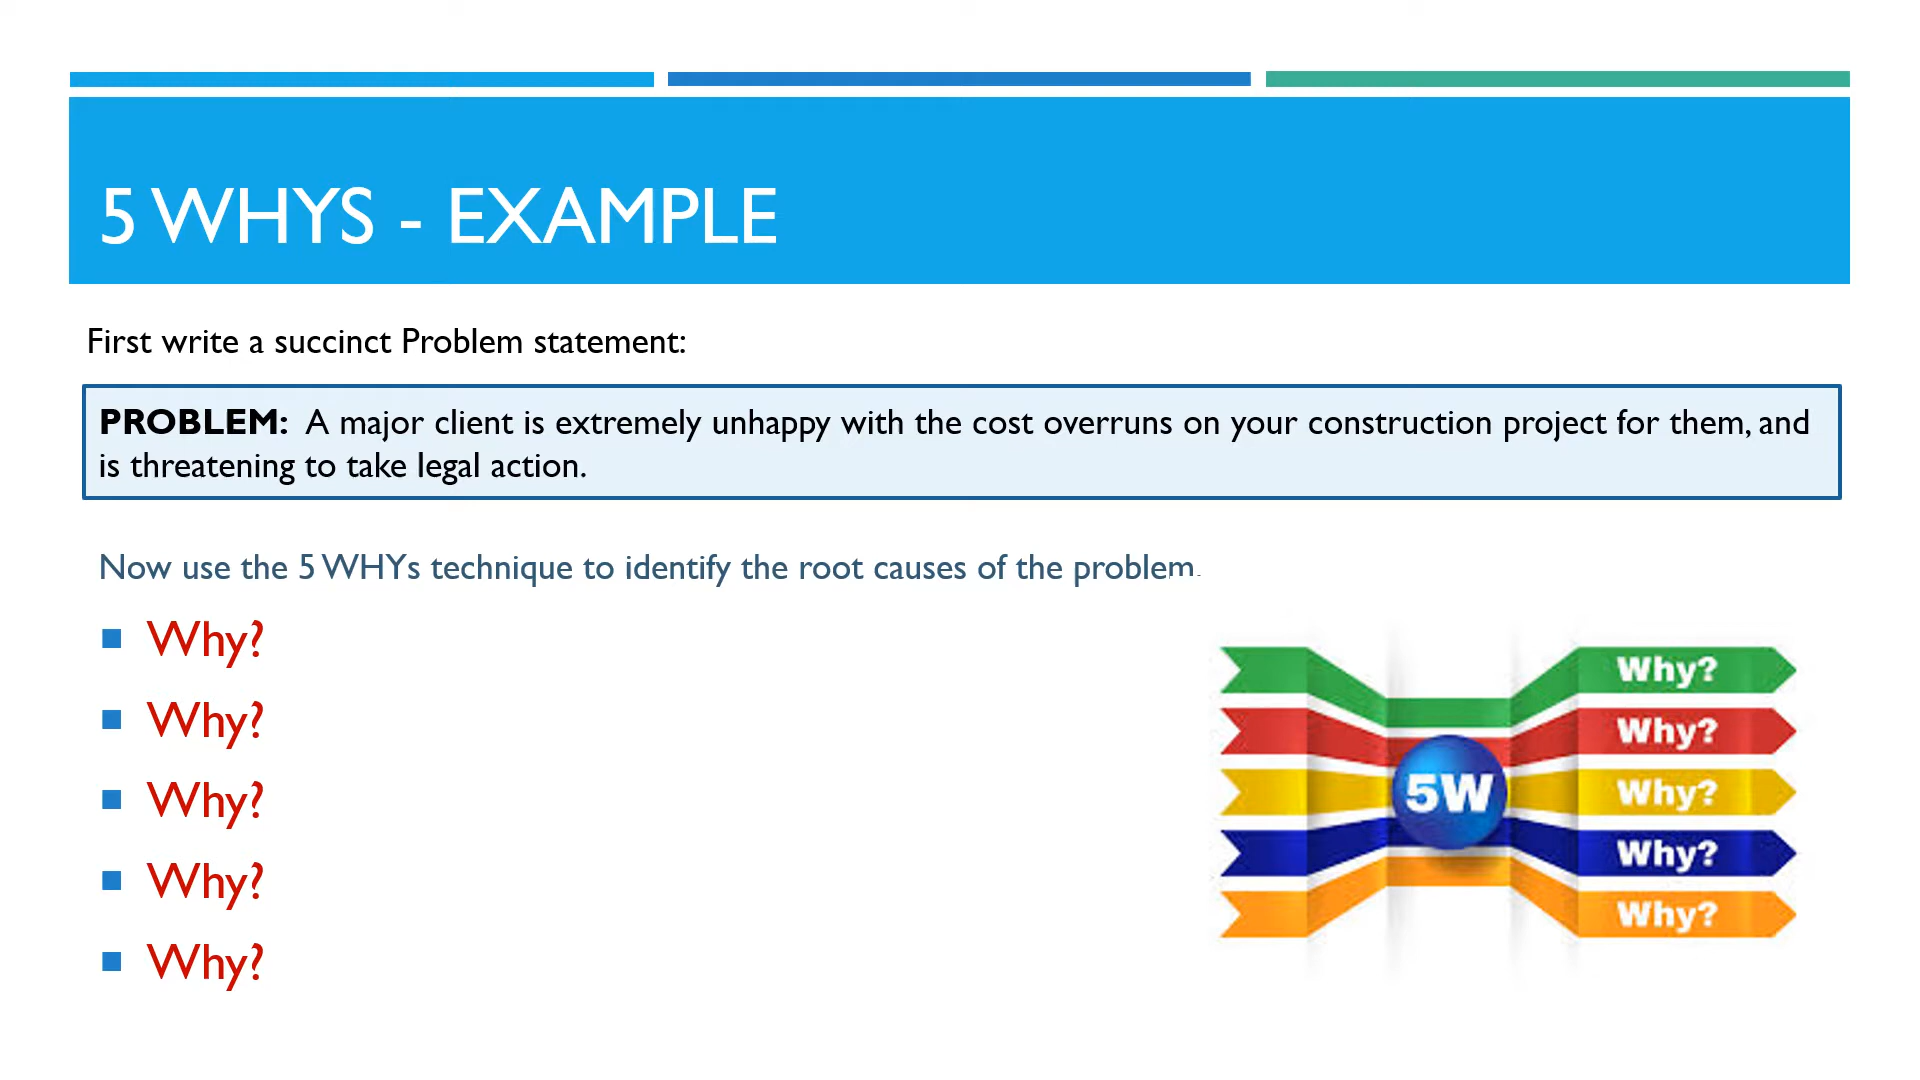 5 WHYS - EXAMPLE
First write a succinct Problem statement:
PROBLEM: A major client is extremely unhappy with the cost overruns on your construction project for them, and
is threatening to take legal action.
Now use the 5 WHYs technique to identify the root causes of the problem.
Why?
Why?
Why?
Why?
Why?
5W
Why?
Why?
Why?
Why?
Why?